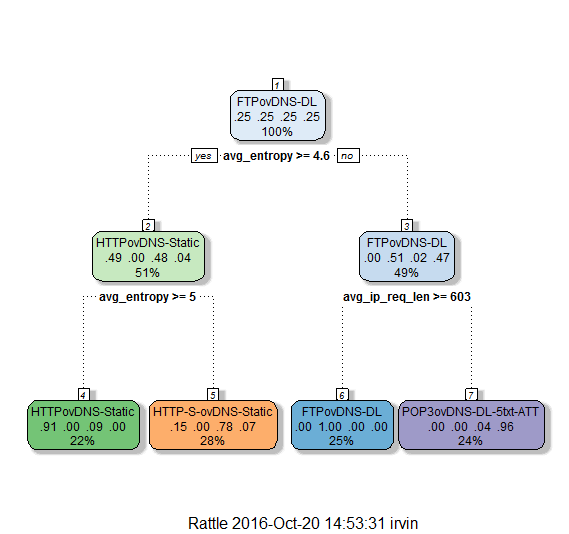 1
FTPovDNS-DL
.25 .25 .25 .25
100%
yes avg_entropy >= 4.6 no
2
HTTPovDNS-Static
.49 .00 .48 .04
51%
3
FTPovDNS-DL
.00 .51 .02 .47
49%
avg_entropy >= 5
avg_ip_req_len >= 603
4
HTTPovDNS-Static
.91 .00 .09 .00
22%
5
HTTP-S-ovDNS-Static
.15 .00 .78 .07
28%
6
FTPovDNS-DL
.00 1.00 .00 .00
25%
7
POP3ovDNS-DL-5txt-ATT
.00 .00 .04 .96
24%
Rattle 2016-Oct-20 14:53:31 irvin